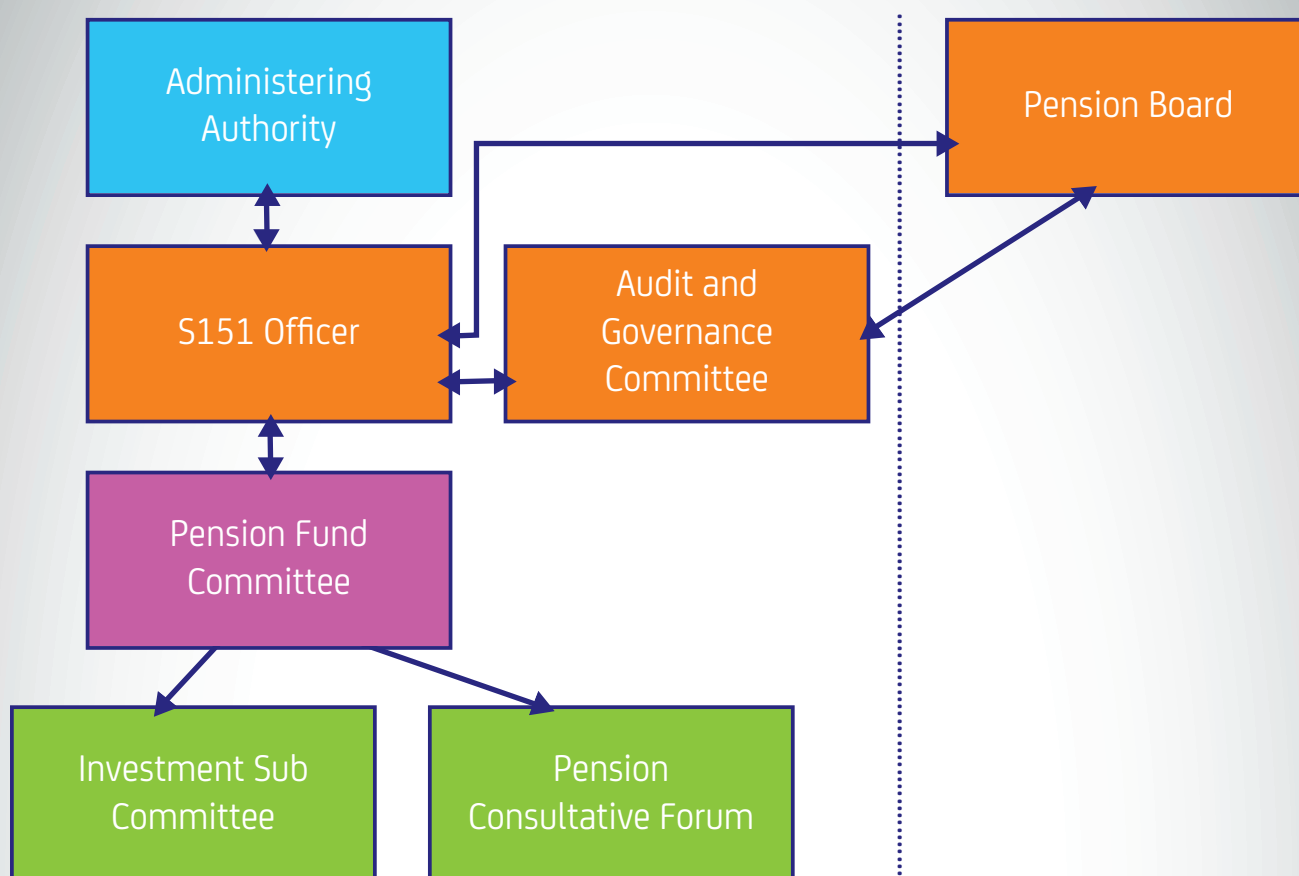 Administering
Authority
Pension Board
S151 Officer
Audit and
Governance
Committee
Pension Fund
Committee
Investment Sub
Committee
Pension
Consultative Forum